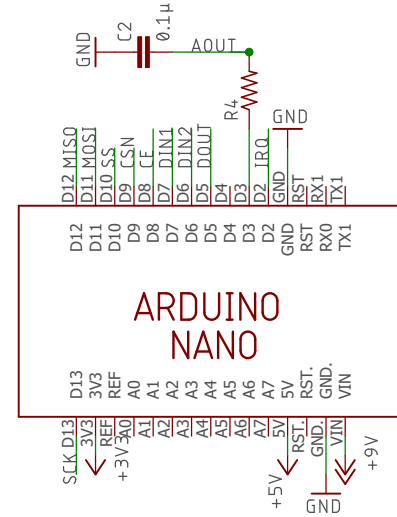 C2
0.1µ
GND
AOUT
R4
GND
MISO
MOSI
SS
CSN
CE
DIN1
DIN2
DOUT
IRQ
D12 D11 D10 D9 D8 D7 D6 D5 D4 D3 D2 GND RST RX1 TX1
D12 D11 D10 D9 D8 D7 D6 D5 D4 D3 D2 GND RST RX0 TX1
ARDUINO
NANO
D13 3V3 REF A0 A1 A2 A3 A4 A5 A6 A7 5V RST. GND. VIN
D13 3V3 REF A0 A1 A2 A3 A4 A5 A6 A7 5V RST. GND. VIN
SCK
+3V3
+5V
GND
+9V